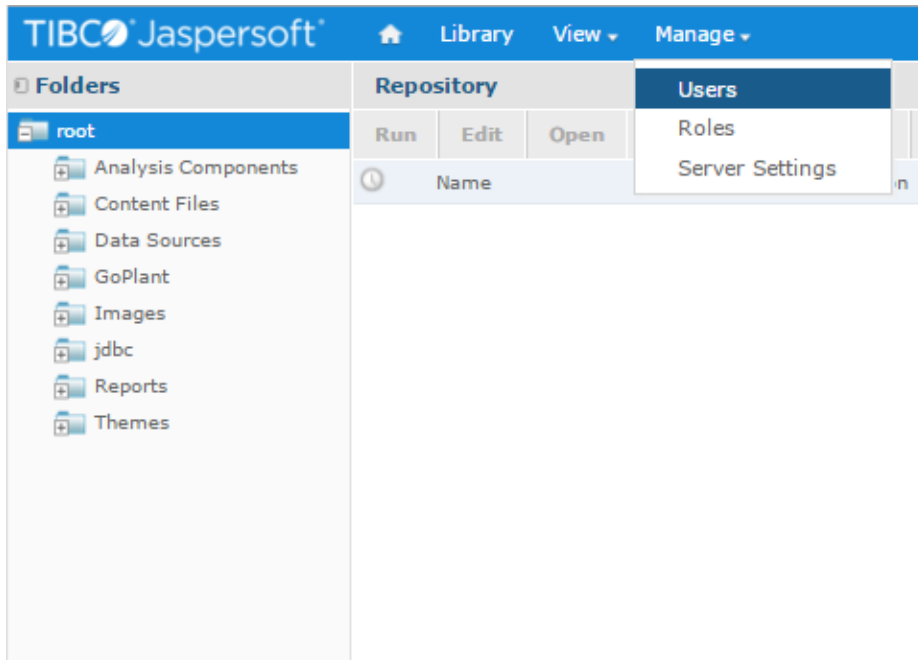 TIBCO Jaspersoft Library View Manage
Folders
Repository
Users
Roles
Server Settings
root
Run Edit Open
Name
Analysis Components
Content Files
Data Sources
GoPlant
Images
jdbc
Reports
Themes